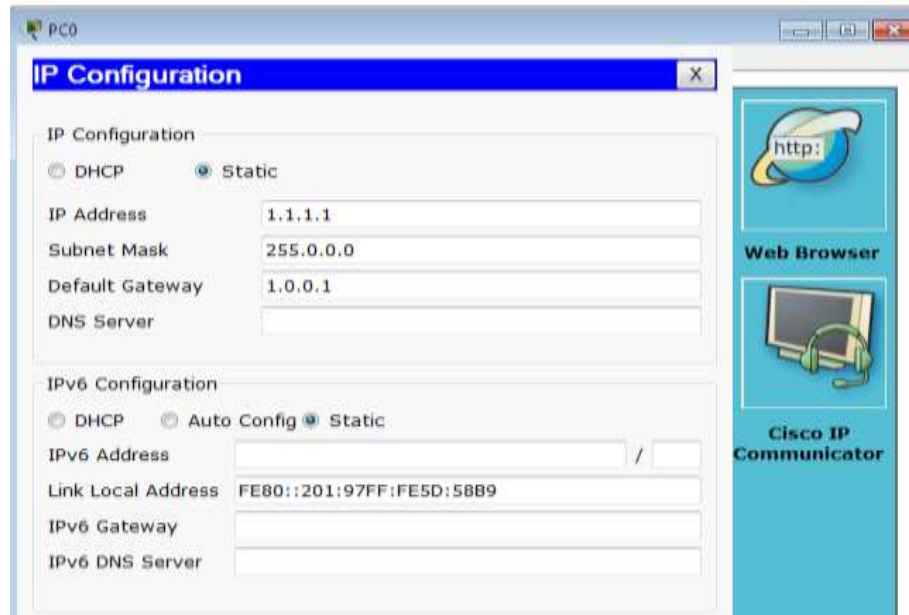 PC0
IP Configuration
X
IP Configuration
DHCP
Static
IP Address
1.1.1.1
Subnet Mask
255.0.0.0
Default Gateway
1.0.0.1
DNS Server
IPv6 Configuration
DHCP
Auto Config
Static
IPv6 Address
/
Link Local Address
FE80::201:97FF:FE5D:58B9
IPv6 Gateway
IPv6 DNS Server
http:
Web Browser
Cisco IP
Communicator